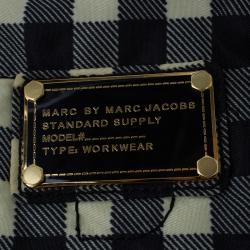 MARC BY MARC JACOBS
STANDARD SUPPLY
MODEL#_ _ _ _ _ _ _
TYPE: WORKWEAR